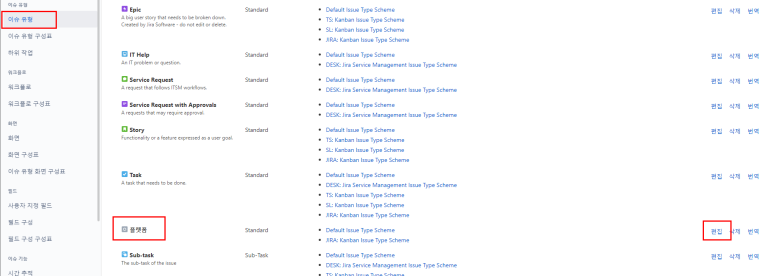 이슈 유형
이슈 유형
이슈 유형 구성표
하위 작업
워크플로
워크플로
워크플로 구성표
화면
화면
화면 구성표
이슈 유형 화면 구성표
필드
사용자 지정 필드
필드 구성
필드 구성 구성표
이슈 기능
시간 추적
Epic
A big user story that needs to be broken down.
Created by Jira Software - do not edit or delete.
Standard
Default Issue Type Scheme
TS: Kanban Issue Type Scheme
SL: Kanban Issue Type Scheme
JIRA: Kanban Issue Type Scheme
편집 삭제 번역
IT Help
An IT problem or question.
Standard
Default Issue Type Scheme
DESK: Jira Service Management Issue Type Scheme
편집 삭제 번역
Service Request
A request that follows ITSM workflows.
Standard
Default Issue Type Scheme
DESK: Jira Service Management Issue Type Scheme
편집 삭제 번역
Service Request with Approvals
A requests that may require approval.
Standard
Default Issue Type Scheme
DESK: Jira Service Management Issue Type Scheme
편집 삭제 번역
Story
Functionality or a feature expressed as a user goal.
Standard
Default Issue Type Scheme
TS: Kanban Issue Type Scheme
SL: Kanban Issue Type Scheme
JIRA: Kanban Issue Type Scheme
편집 삭제 번역
Task
A task that needs to be done.
Standard
Default Issue Type Scheme
DESK: Jira Service Management Issue Type Scheme
TS: Kanban Issue Type Scheme
SL: Kanban Issue Type Scheme
JIRA: Kanban Issue Type Scheme
편집 삭제 번역
플랫폼
Standard
Default Issue Type Scheme
JIRA: Kanban Issue Type Scheme
편집 삭제 번역
Sub-task
The sub-task of the issue
Sub-Task
Default Issue Type Scheme
DESK: Jira Service Management Issue Type Scheme
TS: Kanban Issue Type Scheme
편집 삭제 번역